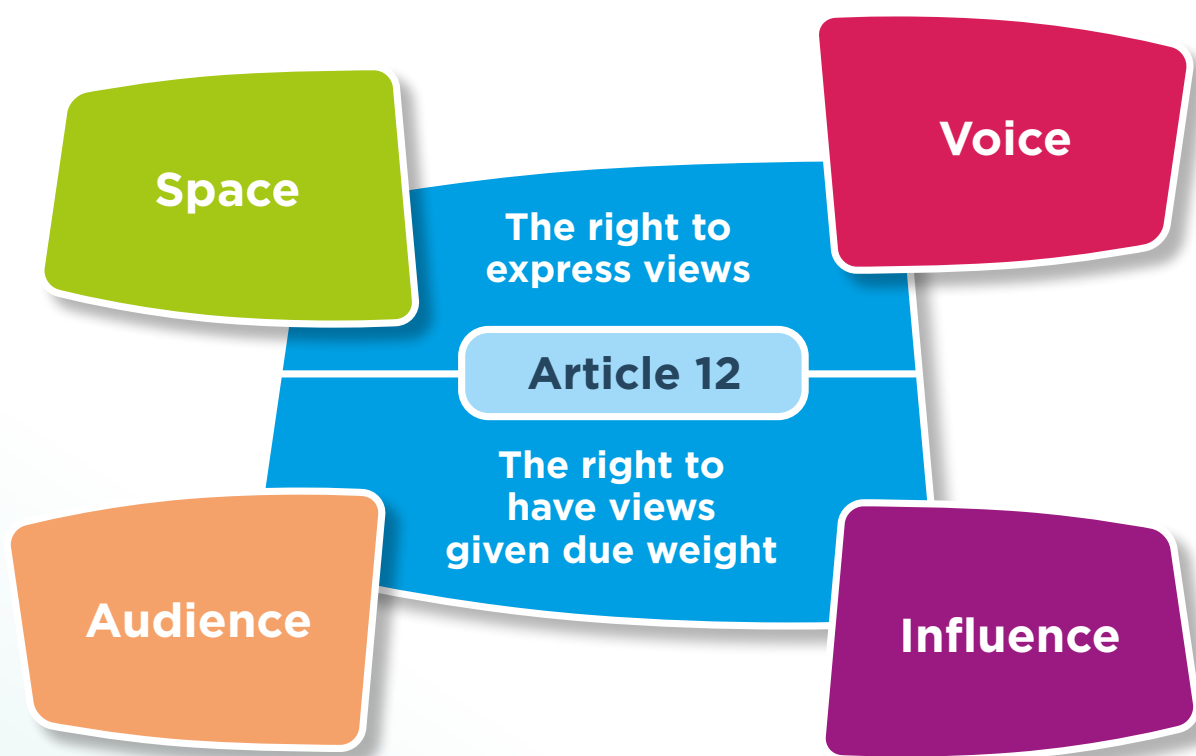 Space
Voice
The right to
express views
Article 12
The right to
have views
given due weight
Audience
Influence